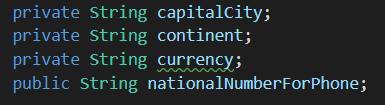 private String capitalCity;
private String continent;
private String currency;
public String nationalNumberForPhone;